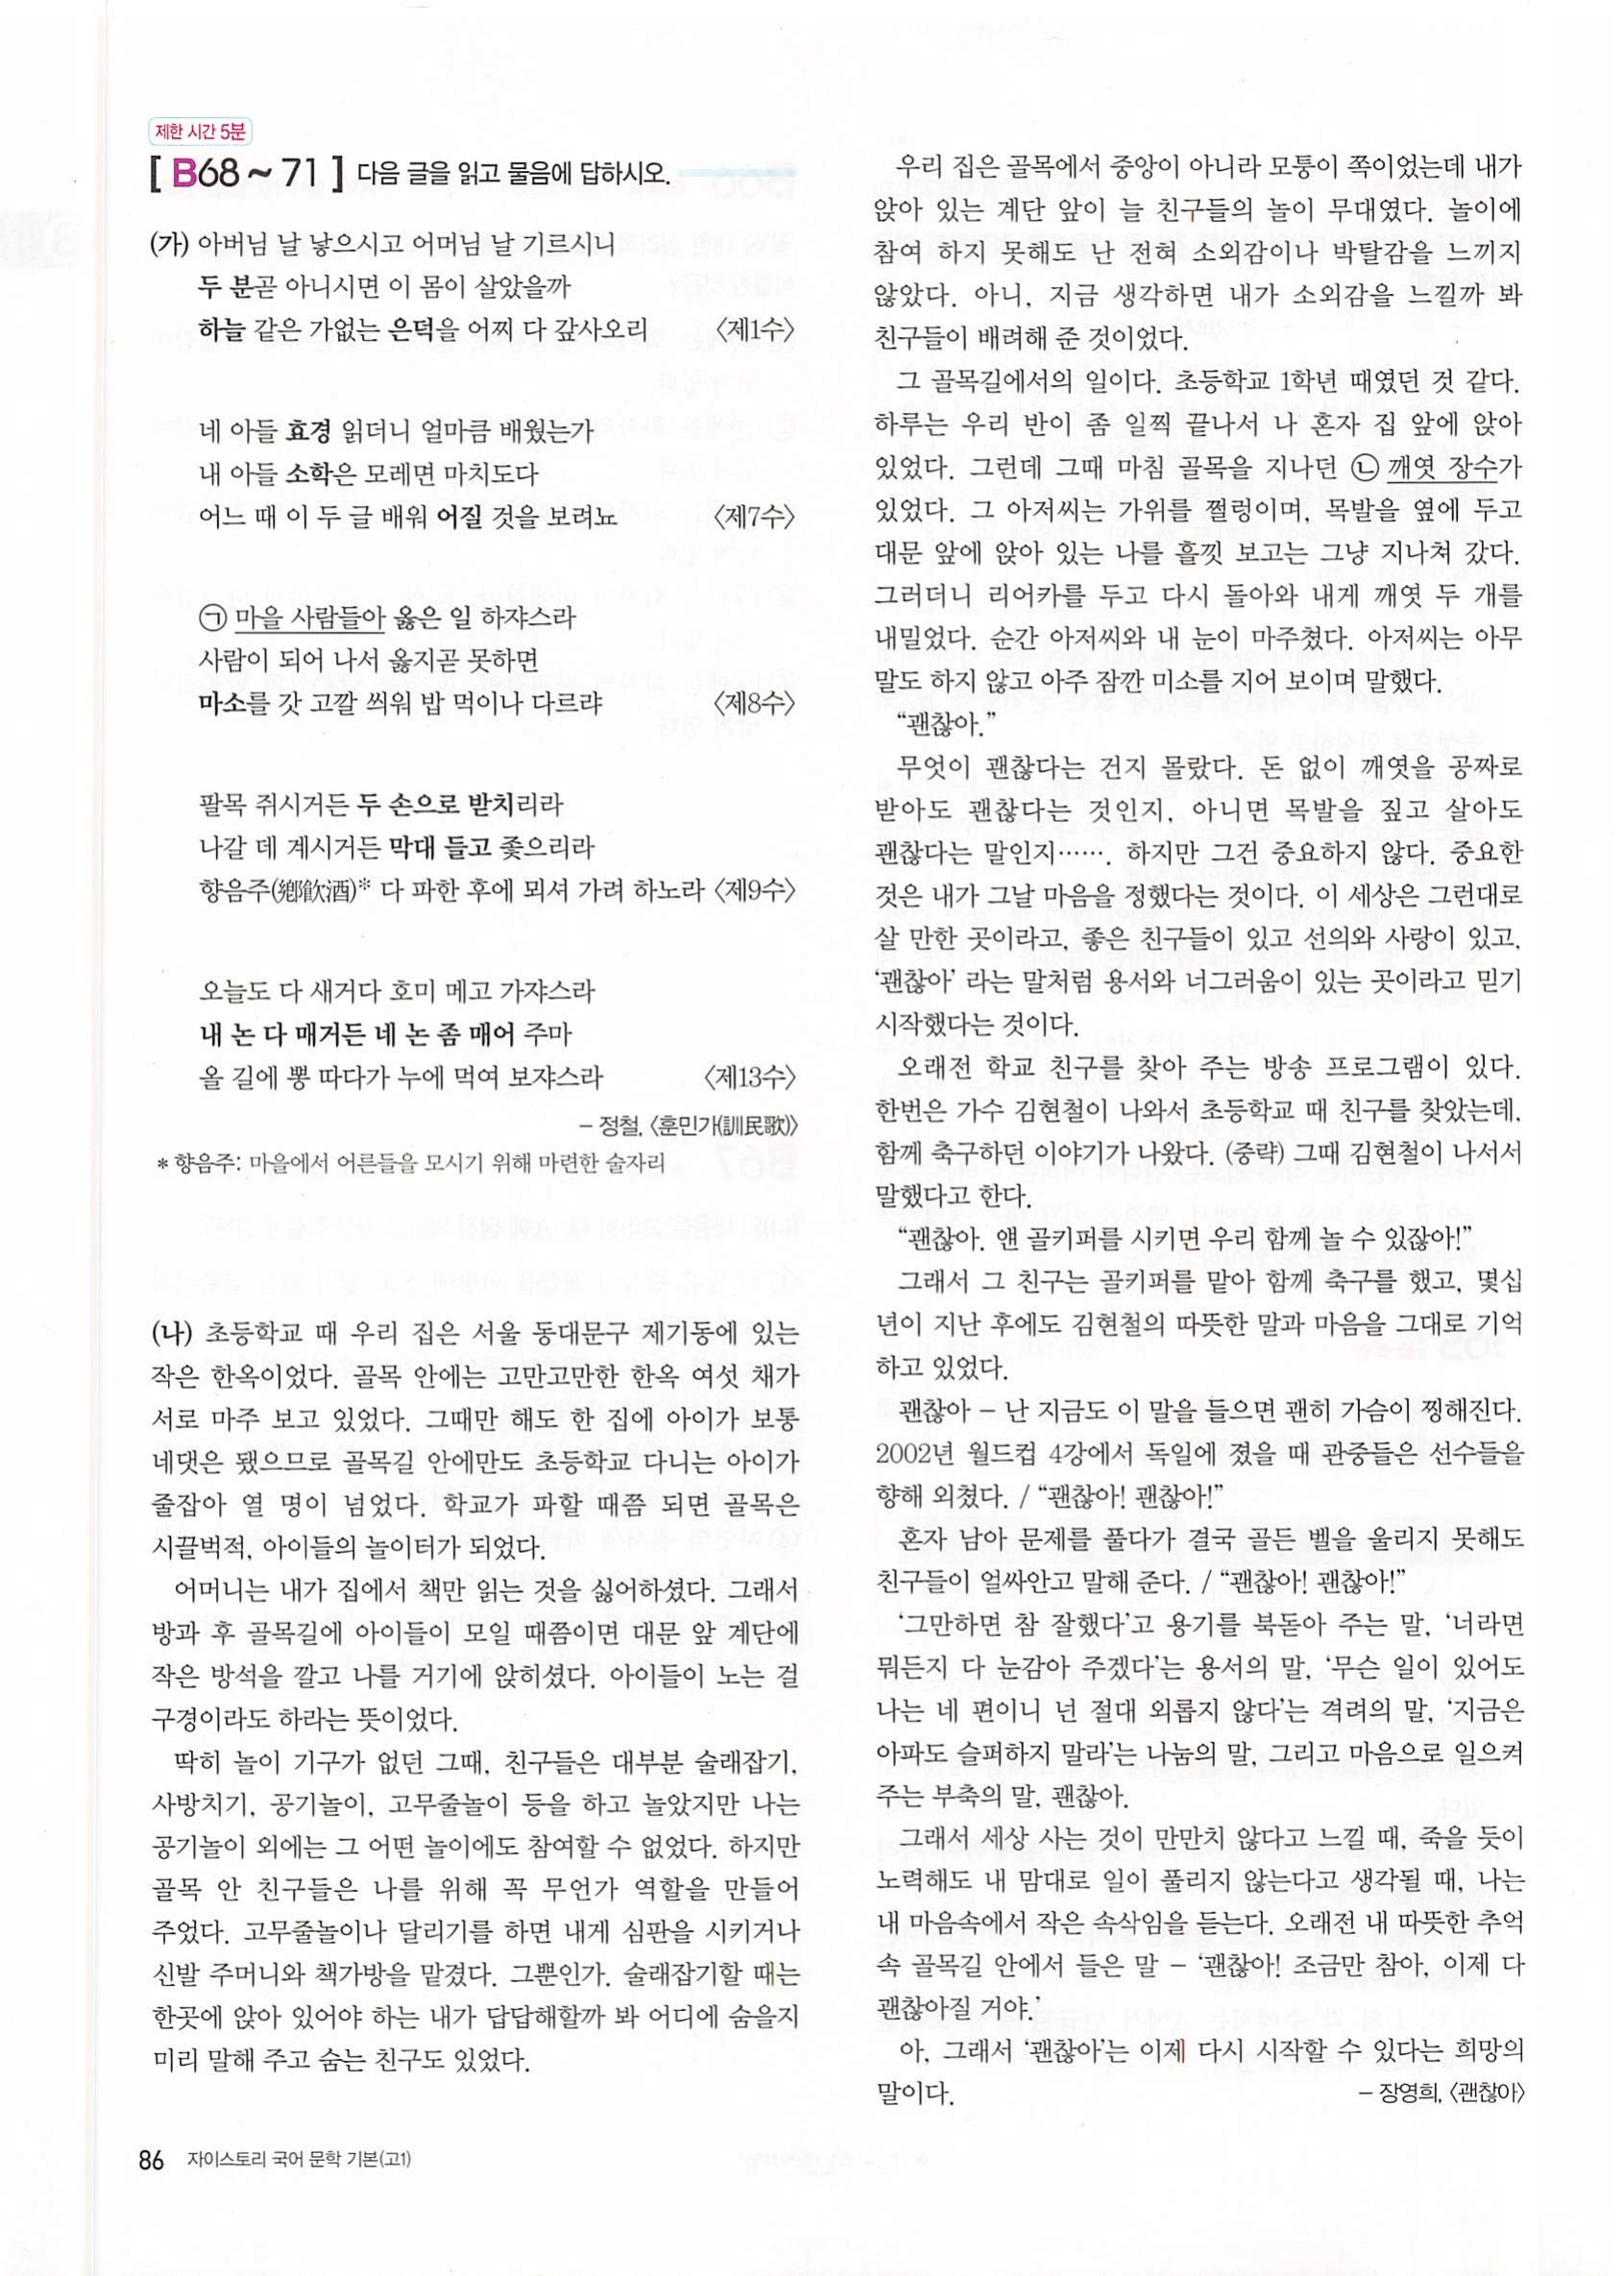 제한 시간 5분
[ B68 ~ 71 ] 다음 글을 읽고 물음에 답하시오.
(가) 아버님 날 낳으시고 어머님 날 기르시니
두 분곧 아니시면 이 몸이 살았을까
하늘 같은 가없는 은덕을 어찌 다 갚사오리 〈제1수〉
네 아들 효경 읽더니 얼마큼 배웠는가
내 아들 소학은 모레면 마치도다
어느 때 이 두 글 배워 어질 것을 보려뇨 〈제7수〉
㉠ 마을 사람들아 옳은 일 하쟈스라
사람이 되어 나서 옳지곧 못하면
마소를 갓 고깔 씌워 밥 먹이나 다르랴 〈제8수〉
팔목 쥐시거든 두 손으로 받치리라
나갈 데 계시거든 막대 들고 좇으리라
향음주(鄕飮酒)* 다 파한 후에 뫼셔 가려 하노라 〈제9수〉
오늘도 다 새거다 호미 메고 가쟈스라
내 논 다 매거든 네 논 좀 매어 주마
올 길에 뽕 따다가 누에 먹여 보쟈스라 〈제13수〉
– 정철, 〈훈민가(訓民歌)〉
* 향음주: 마을에서 어른들을 모시기 위해 마련한 술자리
(나) 초등학교 때 우리 집은 서울 동대문구 제기동에 있는
작은 한옥이었다. 골목 안에는 고만고만한 한옥 여섯 채가
서로 마주 보고 있었다. 그때만 해도 한 집에 아이가 보통
네댓은 됐으므로 골목길 안에만도 초등학교 다니는 아이가
줄잡아 열 명이 넘었다. 학교가 파할 때쯤 되면 골목은
시끌벅적, 아이들의 놀이터가 되었다.
어머니는 내가 집에서 책만 읽는 것을 싫어하셨다. 그래서
방과 후 골목길에 아이들이 모일 때쯤이면 대문 앞 계단에
작은 방석을 깔고 나를 거기에 앉히셨다. 아이들이 노는 걸
구경이라도 하라는 뜻이었다.
딱히 놀이 기구가 없던 그때, 친구들은 대부분 술래잡기,
사방치기, 공기놀이, 고무줄놀이 등을 하고 놀았지만 나는
공기놀이 외에는 그 어떤 놀이에도 참여할 수 없었다. 하지만
골목 안 친구들은 나를 위해 꼭 무언가 역할을 만들어
주었다. 고무줄놀이나 달리기를 하면 내게 심판을 시키거나
신발 주머니와 책가방을 맡겼다. 그뿐인가. 술래잡기할 때는
한곳에 앉아 있어야 하는 내가 답답해할까 봐 어디에 숨을지
미리 말해 주고 숨는 친구도 있었다.
우리 집은 골목에서 중앙이 아니라 모퉁이 쪽이었는데 내가
앉아 있는 계단 앞이 늘 친구들의 놀이 무대였다. 놀이에
참여 하지 못해도 난 전혀 소외감이나 박탈감을 느끼지
않았다. 아니, 지금 생각하면 내가 소외감을 느낄까 봐
친구들이 배려해 준 것이었다.
그 골목길에서의 일이다. 초등학교 1학년 때였던 것 같다.
하루는 우리 반이 좀 일찍 끝나서 나 혼자 집 앞에 앉아
있었다. 그런데 그때 마침 골목을 지나던 ㉡ 깨엿 장수가
있었다. 그 아저씨는 가위를 쩔렁이며, 목발을 옆에 두고
대문 앞에 앉아 있는 나를 흘낏 보고는 그냥 지나쳐 갔다.
그러더니 리어카를 두고 다시 돌아와 내게 깨엿 두 개를
내밀었다. 순간 아저씨와 내 눈이 마주쳤다. 아저씨는 아무
말도 하지 않고 아주 잠깐 미소를 지어 보이며 말했다.
“괜찮아.”
무엇이 괜찮다는 건지 몰랐다. 돈 없이 깨엿을 공짜로
받아도 괜찮다는 것인지, 아니면 목발을 짚고 살아도
괜찮다는 말인지……. 하지만 그건 중요하지 않다. 중요한
것은 내가 그날 마음을 정했다는 것이다. 이 세상은 그런대로
살 만한 곳이라고, 좋은 친구들이 있고 선의와 사랑이 있고,
‘괜찮아’ 라는 말처럼 용서와 너그러움이 있는 곳이라고 믿기
시작했다는 것이다.
오래전 학교 친구를 찾아 주는 방송 프로그램이 있다.
한번은 가수 김현철이 나와서 초등학교 때 친구를 찾았는데,
함께 축구하던 이야기가 나왔다. (중략) 그때 김현철이 나서서
말했다고 한다.
“괜찮아. 얜 골키퍼를 시키면 우리 함께 놀 수 있잖아!”
그래서 그 친구는 골키퍼를 맡아 함께 축구를 했고, 몇십
년이 지난 후에도 김현철의 따뜻한 말과 마음을 그대로 기억
하고 있었다.
괜찮아 – 난 지금도 이 말을 들으면 괜히 가슴이 찡해진다.
2002년 월드컵 4강에서 독일에 졌을 때 관중들은 선수들을
향해 외쳤다. / “괜찮아! 괜찮아!”
혼자 남아 문제를 풀다가 결국 골든 벨을 울리지 못해도
친구들이 얼싸안고 말해 준다. / “괜찮아! 괜찮아!”
‘그만하면 참 잘했다’고 용기를 북돋아 주는 말, ‘너라면
뭐든지 다 눈감아 주겠다’는 용서의 말, ‘무슨 일이 있어도
나는 네 편이니 넌 절대 외롭지 않다’는 격려의 말, ‘지금은
아파도 슬퍼하지 말라’는 나눔의 말, 그리고 마음으로 일으켜
주는 부축의 말, 괜찮아.
그래서 세상 사는 것이 만만치 않다고 느낄 때, 죽을 듯이
노력해도 내 맘대로 일이 풀리지 않는다고 생각될 때, 나는
내 마음속에서 작은 속삭임을 듣는다. 오래전 내 따뜻한 추억
속 골목길 안에서 들은 말 – ‘괜찮아! 조금만 참아, 이제 다
괜찮아질 거야.’
아, 그래서 ‘괜찮아’는 이제 다시 시작할 수 있다는 희망의
말이다. – 장영희, 〈괜찮아〉
86 자이스토리 국어 문학 기본(고1)